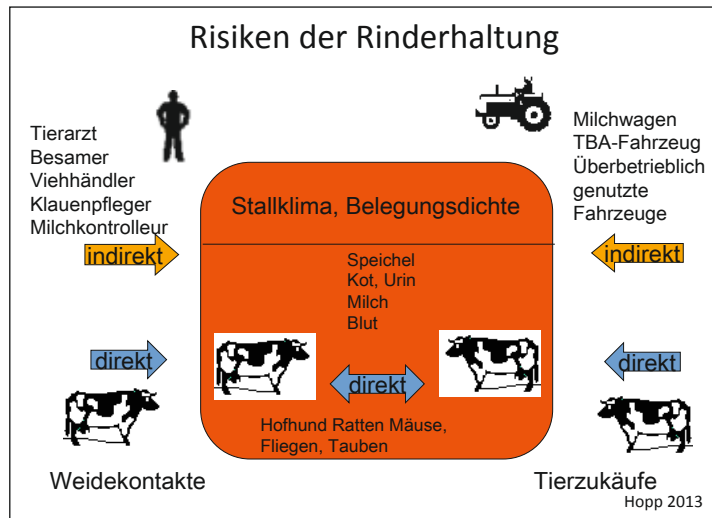 Risiken der Rinderhaltung
Tierarzt
Besamer
Viehhändler
Klauenpfleger
Milchkontrolleur
indirekt
direkt
Weidekontakte
Stallklima, Belegungsdichte
Speichel
Kot, Urin
Milch
Blut
direkt
Hofhund Ratten Mäuse,
Fliegen, Tauben
Milchwagen
TBA-Fahrzeug
Überbetrieblich
genutzte
Fahrzeuge
indirekt
direkt
Tierzukäufe
Hopp 2013